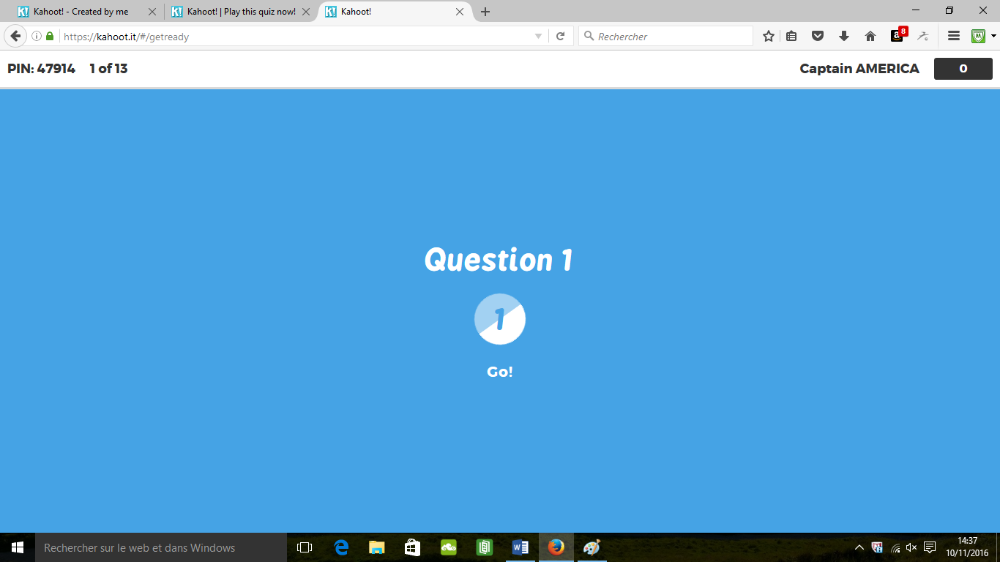 K! Kahoot! - Created by me
K! Kahoot! | Play this quiz now!
K! Kahoot!
https://kahoot.it/#/getready
Rechercher
a 8
M
PIN: 47914 1 of 13
Captain AMERICA 0
Question 1
1
Go!
Rechercher sur le web et dans Windows
14:37
10/11/2016